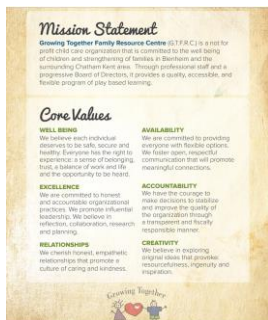 Mission Statement
Growing Together Family Resource Centre (G.T.F.R.C.) is a not for
profit child care organization that is committed to the well being
of children and strengthening of families in Blenheim and the
surrounding Chatham Kent area. Through professional staff and a
progressive Board of Directors, it provides a quality, accessible, and
flexible program of play based learning.
Core Values
WELL BEING
We believe each individual
deserves to be safe, secure and
healthy. Everyone has the right to
experience: a sense of belonging,
trust, a balance of work and life
and the opportunity to be heard.
EXCELLENCE
We are committed to honest
and accountable organizational
practices. We promote influential
leadership. We believe in
reflection, collaboration, research
and planning.
RELATIONSHIPS
We cherish honest, empathetic
relationships that promote a
culture of caring and kindness.
AVAILABILITY
We are committed to providing
everyone with flexible options.
We foster open, respectful
communication that will promote
meaningful connections.
ACCOUNTABILITY
We have the courage to
make decisions to stabilize
and improve the quality of
the organization through
a transparent and fiscally
responsible manner.
CREATIVITY
We believe in exploring
original ideas that provoke
resourcefulness, ingenuity and
inspiration.
Growing Together